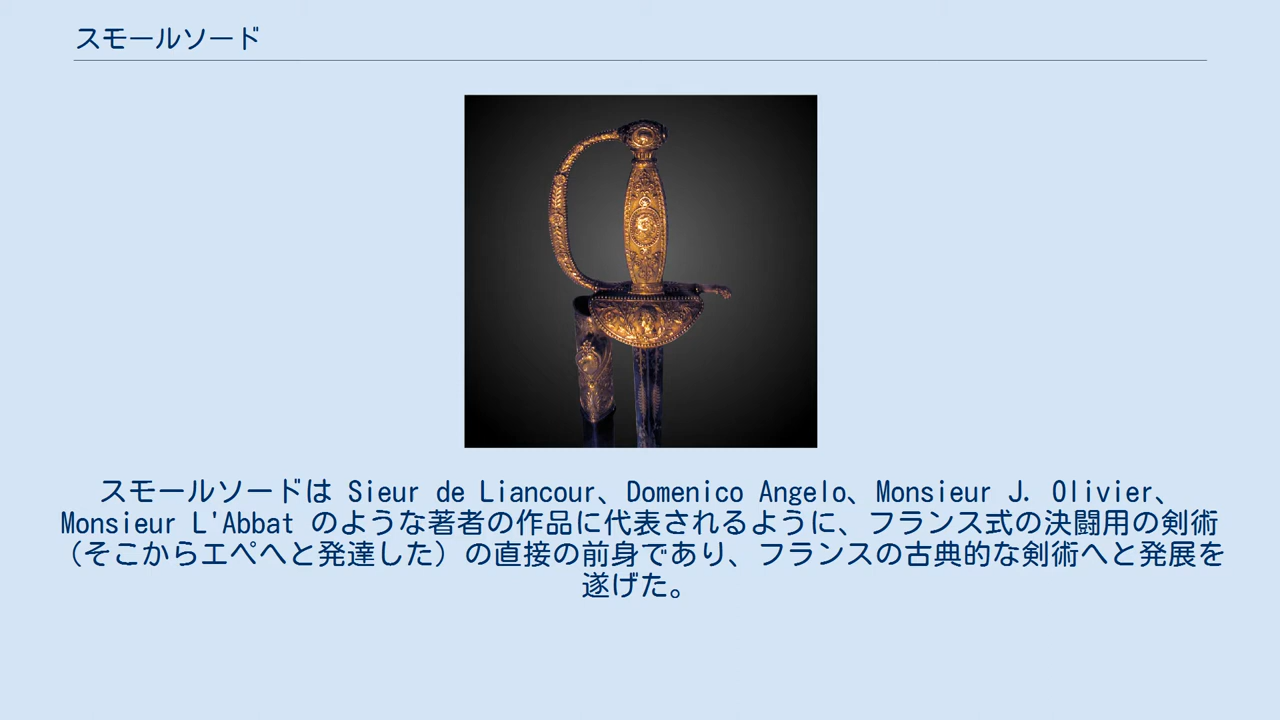 スモールソード
スモールソードは Sieur de Liancour、Domenico Angelo、Monsieur J. Olivier、
Monsieur L'Abbat のような著者の作品に代表されるように、フランス式の決闘用の剣術
（そこからエペへと発達した）の直接の前身であり、フランスの古典的な剣術へと発展を
遂げた。